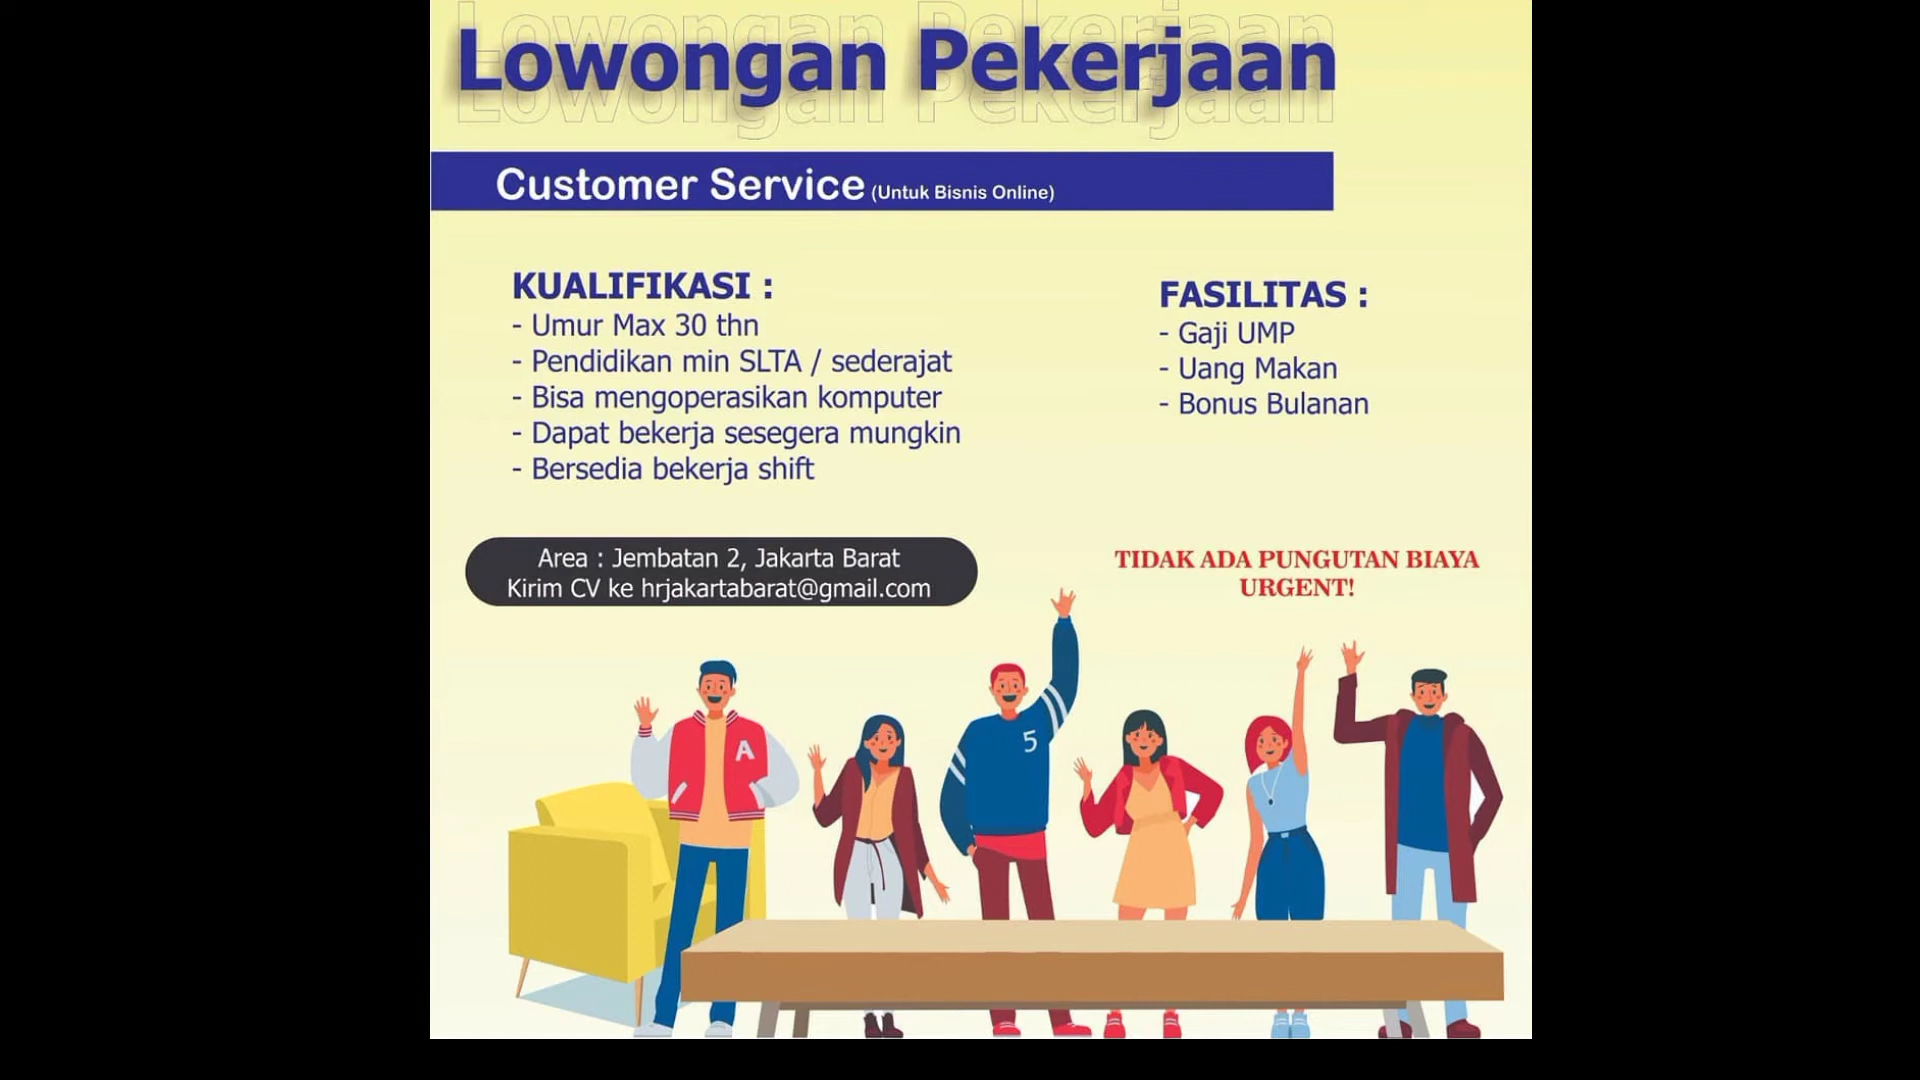 Lowongan Pekerjaan
Customer Service (Untuk Bisnis Online)
KUALIFIKASI :
- Umur Max 30 thn
- Pendidikan min SLTA / sederajat
- Bisa mengoperasikan komputer
- Dapat bekerja sesegera mungkin
- Bersedia bekerja shift
FASILITAS :
- Gaji UMP
- Uang Makan
- Bonus Bulanan
Area : Jembatan 2, Jakarta Barat
Kirim CV ke hrjakartabarat@gmail.com
TIDAK ADA PUNGUTAN BIAYA
URGENT!
A
5